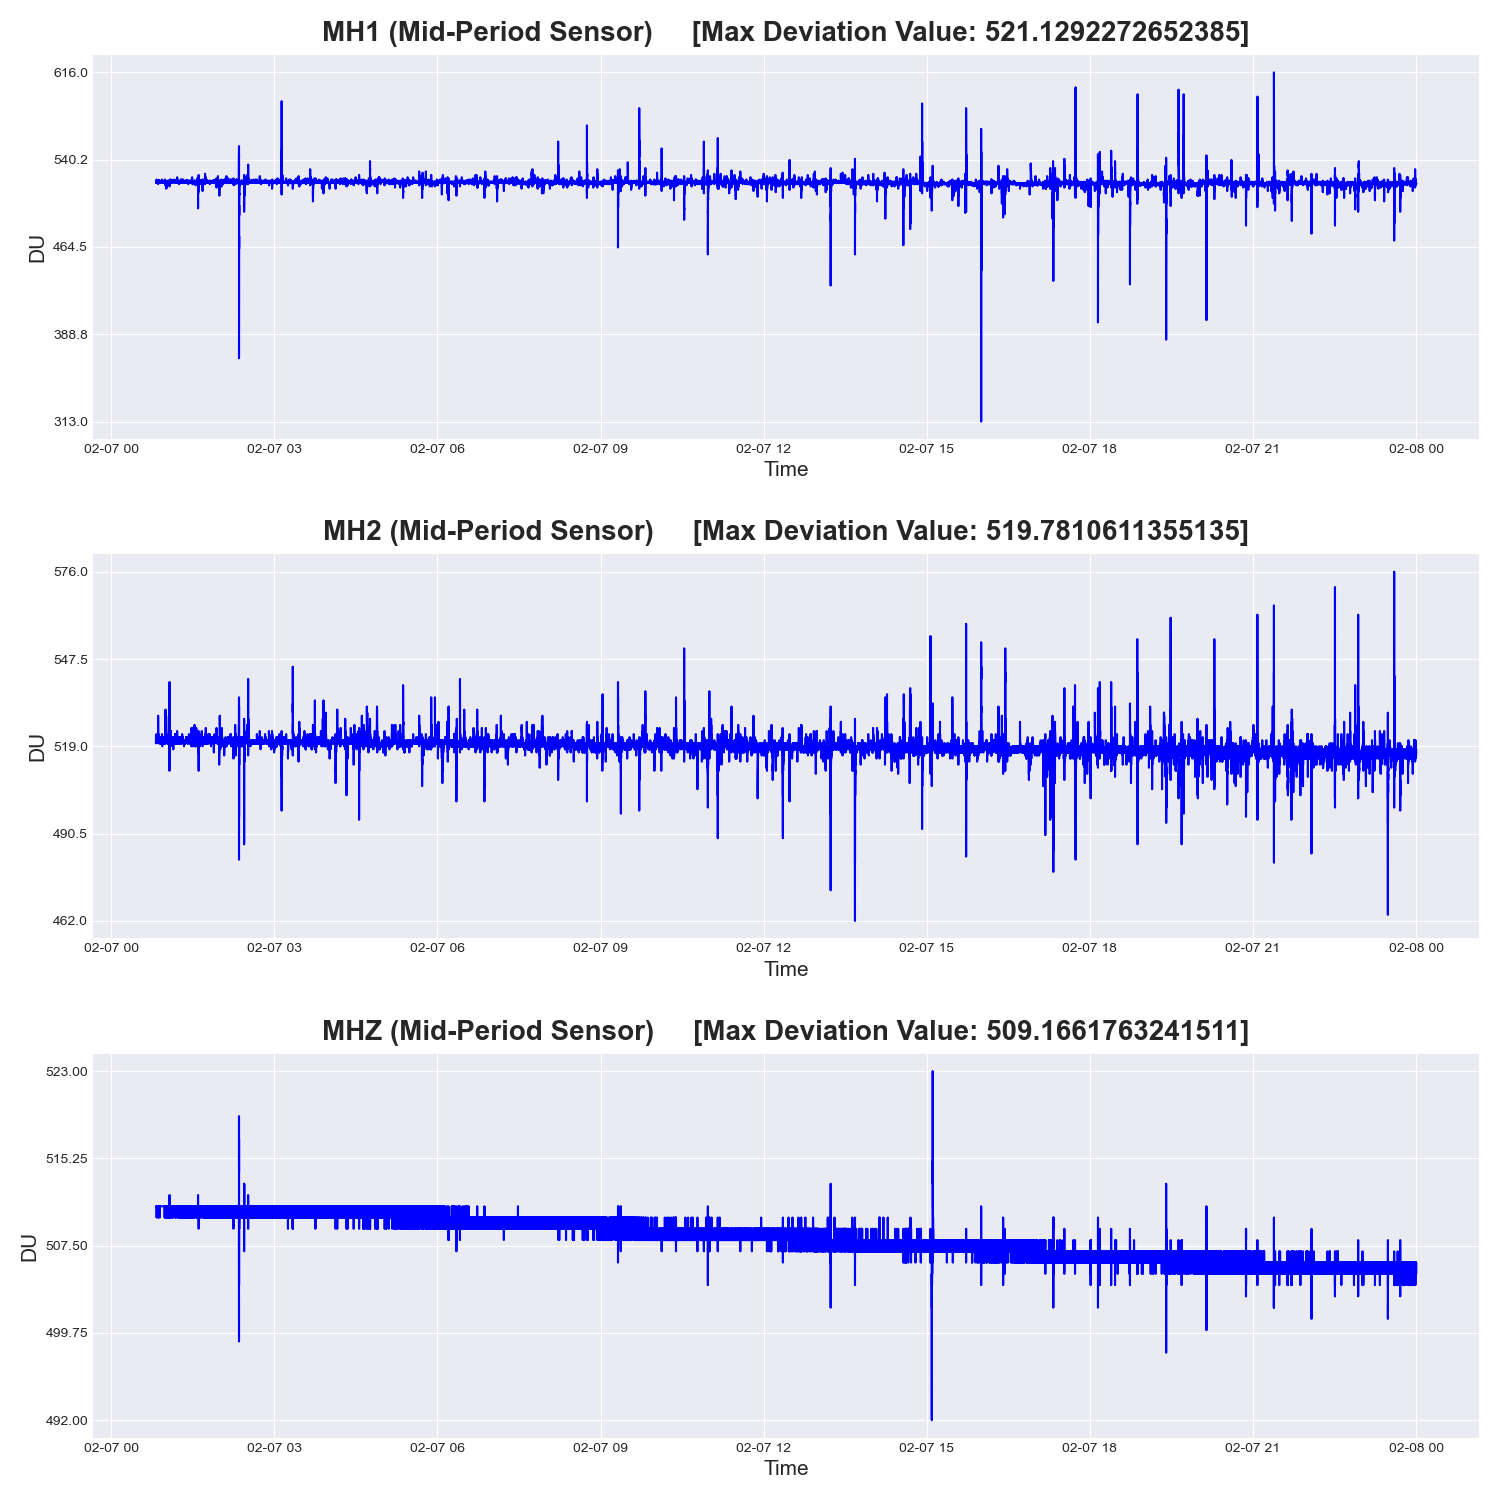 MH1 (Mid-Period Sensor) [Max Deviation Value: 521.1292272652385]
616.0
540.2
464.5
388.8
313.0
DU
02-07 00 02-07 03 02-07 06 02-07 09 02-07 12 02-07 15 02-07 18 02-07 21 02-08 00
Time
MH2 (Mid-Period Sensor) [Max Deviation Value: 519.7810611355135]
576.0
547.5
519.0
490.5
462.0
DU
02-07 00 02-07 03 02-07 06 02-07 09 02-07 12 02-07 15 02-07 18 02-07 21 02-08 00
Time
MHZ (Mid-Period Sensor) [Max Deviation Value: 509.1661763241511]
523.00
515.25
507.50
499.75
492.00
DU
02-07 00 02-07 03 02-07 06 02-07 09 02-07 12 02-07 15 02-07 18 02-07 21 02-08 00
Time